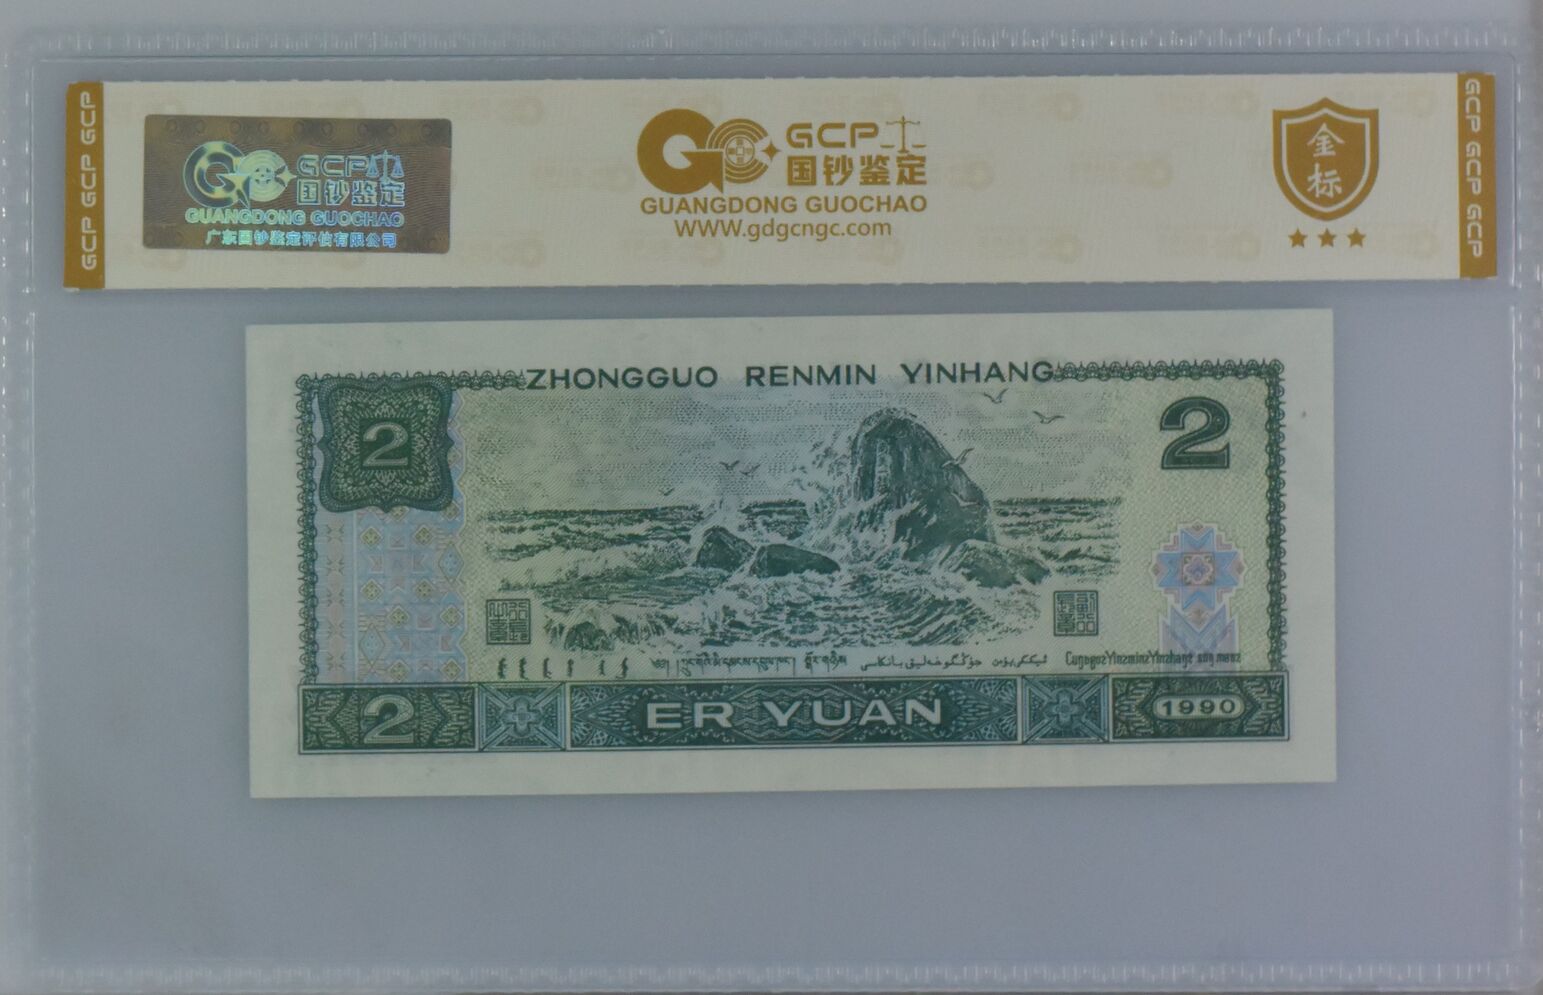 GCP GCP GCP
GCP
国钞鉴定
GUANGDONG GUOCHAO
广东国钞鉴定评估有限公司
GCP
国钞鉴定
GUANGDONG GUOCHAO
www.gdgcngc.com
金标
GCP GCP GCP
ZHONGGUO RENMIN YINHANG
2
2
2
ER YUAN
1990